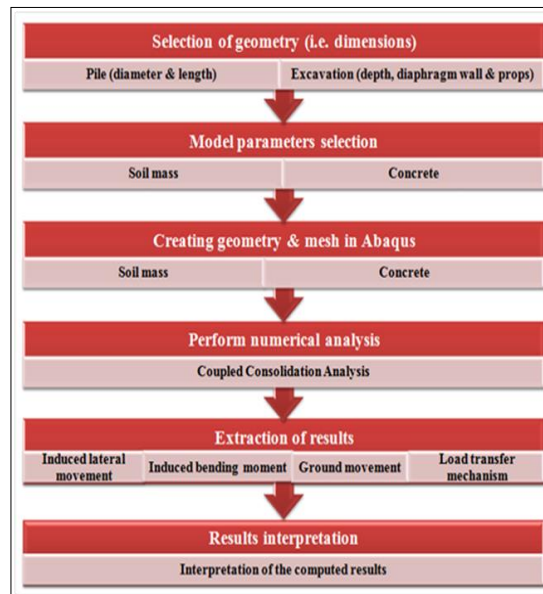 Selection of geometry (i.e. dimensions)
Pile (diameter & length)
Excavation (depth, diaphragm wall & props)
Model parameters selection
Soil mass
Concrete
Creating geometry & mesh in Abaqus
Soil mass
Concrete
Perform numerical analysis
Coupled Consolidation Analysis
Extraction of results
Induced lateral
movement
Induced bending moment
Ground movement
Load transfer
mechanism
Results interpretation
Interpretation of the computed results